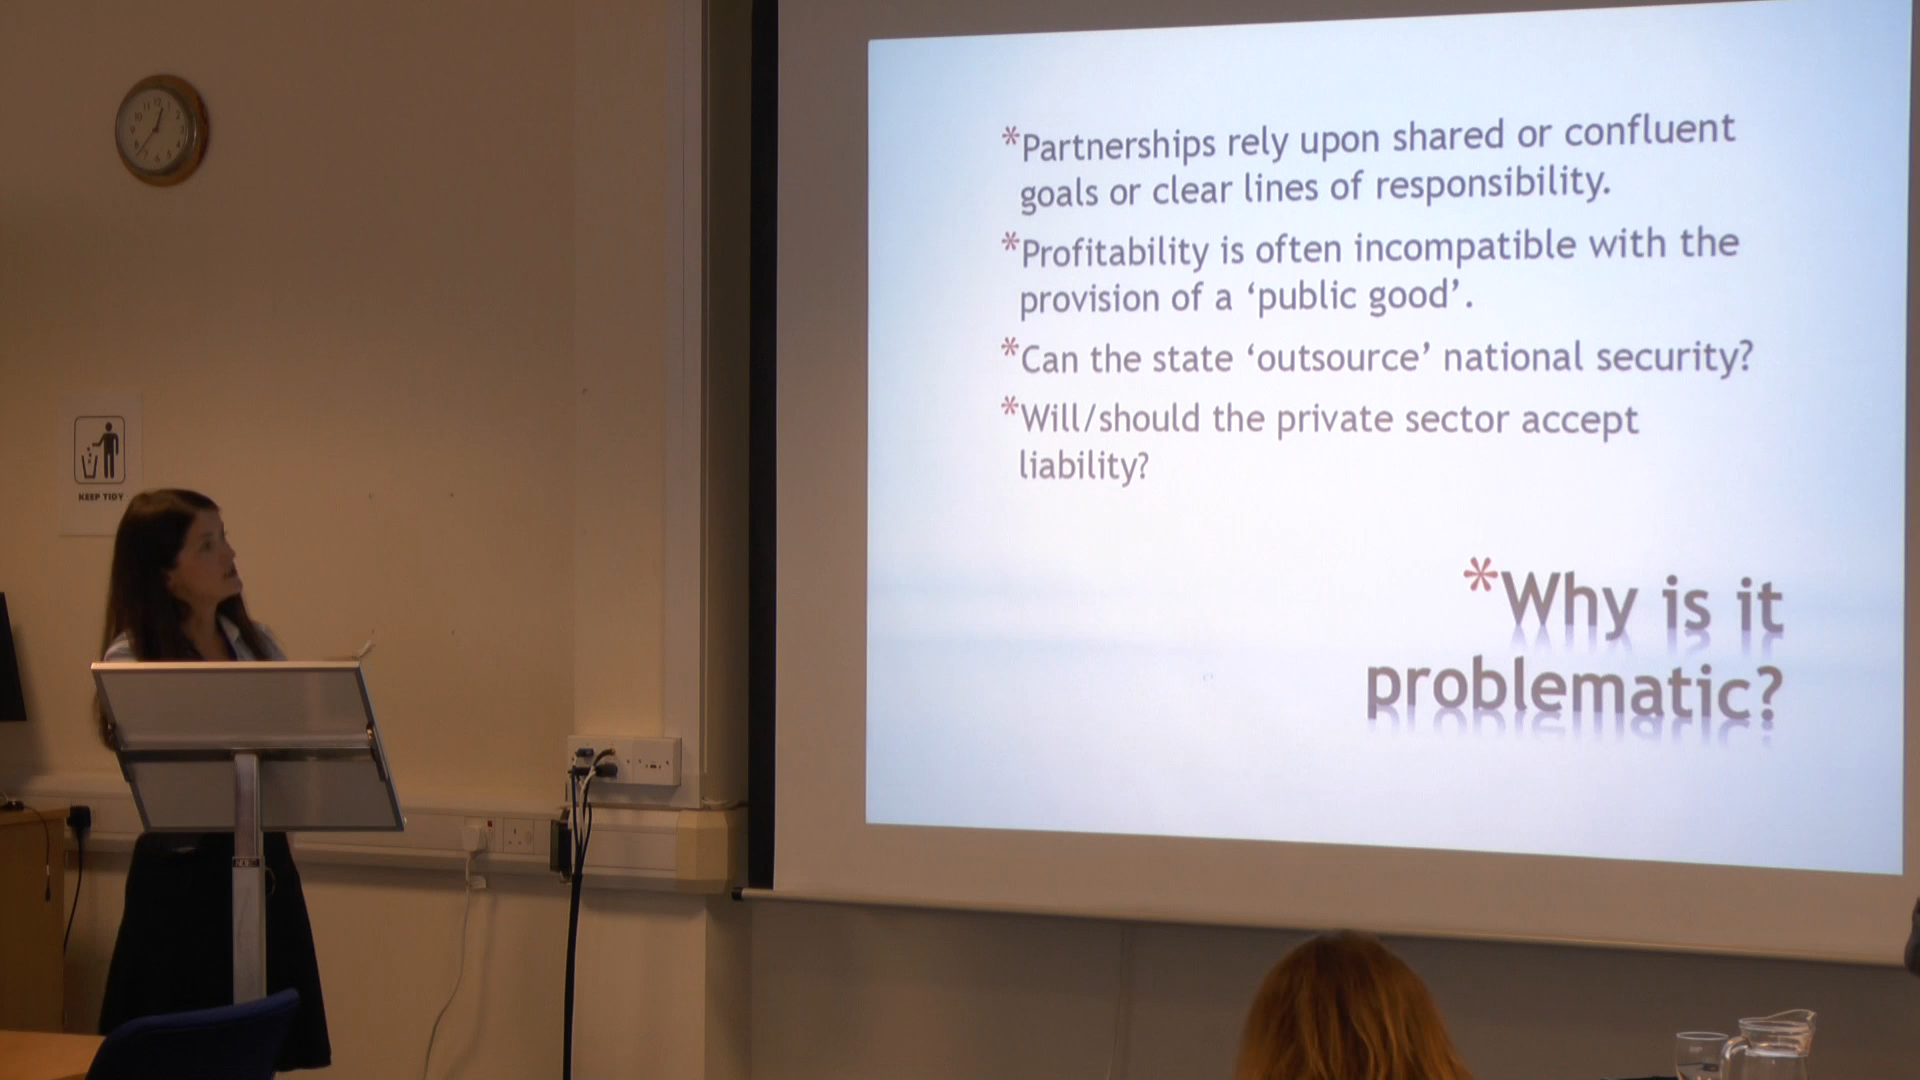 *Partnerships rely upon shared or confluent
goals or clear lines of responsibility.
*Profitability is often incompatible with the
provision of a ‘public good’.
*Can the state ‘outsource’ national security?
*Will/should the private sector accept
liability?
*Why is it
problematic?
KEEP TIDY